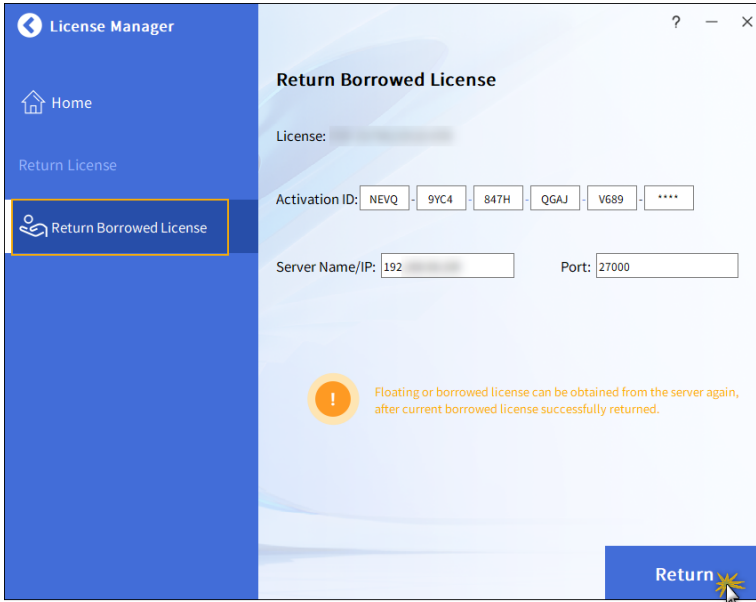 License Manager
? — ×
Home
Return License
Return Borrowed License
Return Borrowed License
License:
Activation ID: NEVQ - 9YC4 - 847H - QGAJ - V689 - ****
Server Name/IP: 192
Port: 27000
! Floating or borrowed license can be obtained from the server again,
after current borrowed license successfully returned.
Return